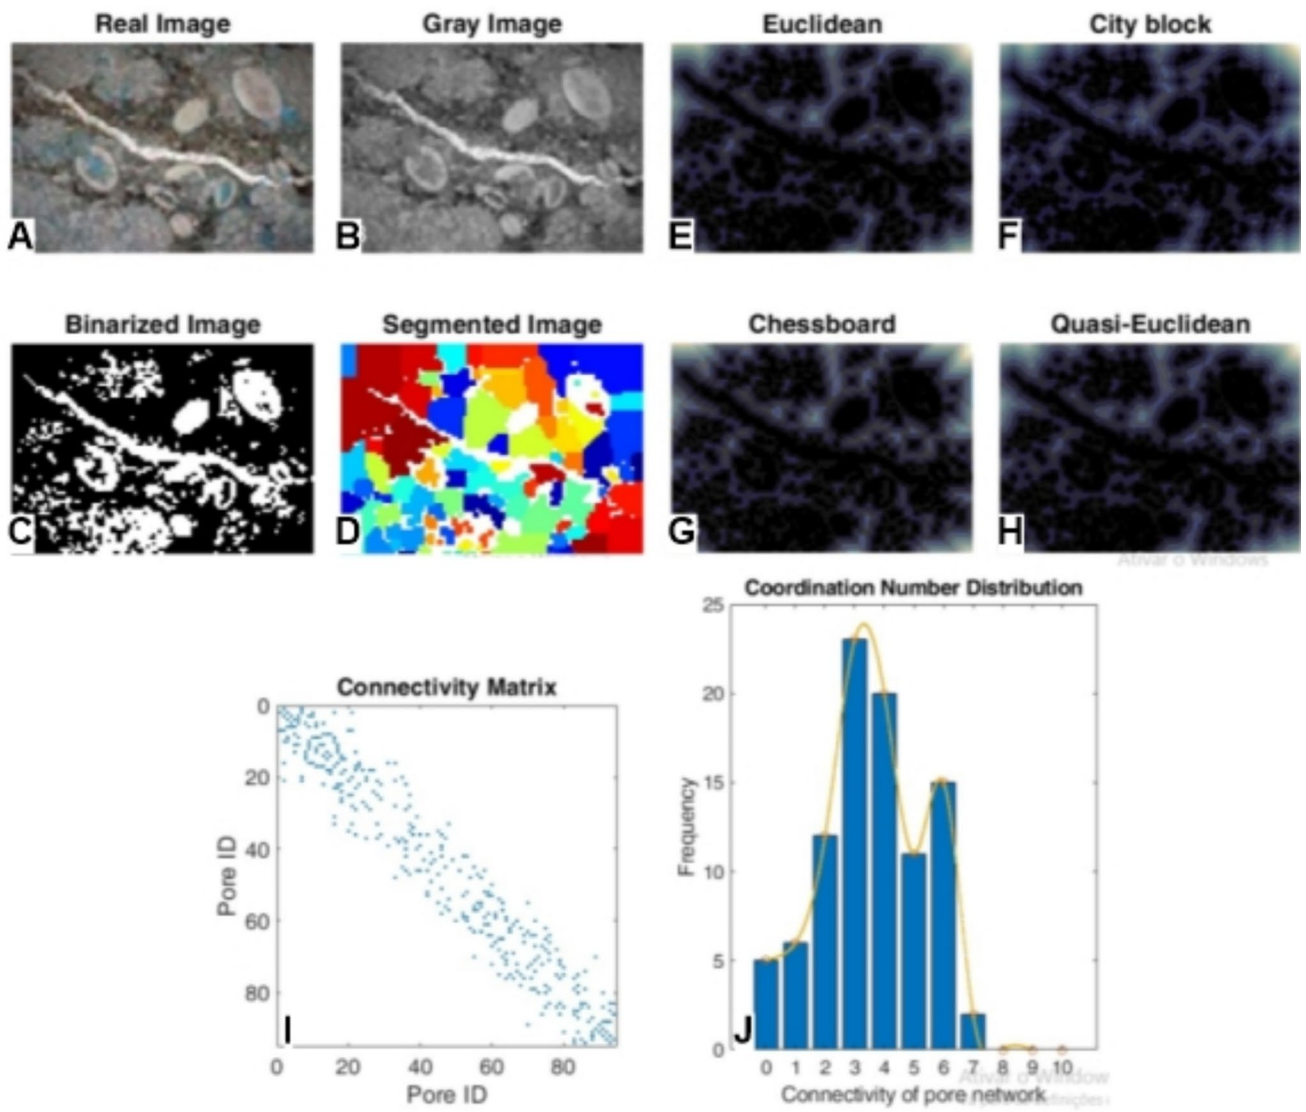 Real Image
Gray Image
Euclidean
City block
A
B
E
F
Binarized Image
Segmented Image
Chessboard
Quasi-Euclidean
C
D
G
H
Ativar o Windows
Connectivity Matrix
0
20
40
60
80
Pore ID
0
20
40
60
80
Pore ID
I
Coordination Number Distribution
25
20
15
10
5
0
Frequency
0 1 2 3 4 5 6 7 8 9 10
Connectivity of pore network
J
Ativar o Window
definições